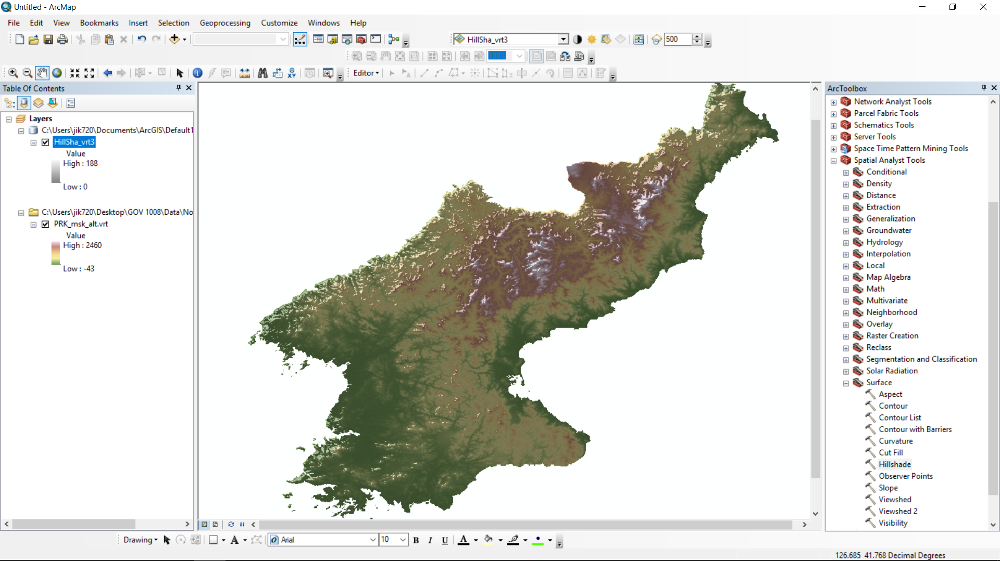 Untitled - ArcMap
File Edit View Bookmarks Insert Selection Geoprocessing Customize Windows Help
HillSha_vrt3 500
100%
Editor
Table Of Contents
Layers
C:\Users\jik720\Documents\ArcGIS\Default1
HillSha_vrt3
Value
High : 188
Low : 0
C:\Users\jik720\Desktop\GOV 1008\Data\No
PRK_msk_alt.vrt
Value
High : 2460
Low : -43
ArcToolbox
Network Analyst Tools
Parcel Fabric Tools
Schematics Tools
Server Tools
Space Time Pattern Mining Tools
Spatial Analyst Tools
Conditional
Density
Distance
Extraction
Generalization
Groundwater
Hydrology
Interpolation
Local
Map Algebra
Math
Multivariate
Neighborhood
Overlay
Raster Creation
Reclass
Segmentation and Classification
Solar Radiation
Surface
Aspect
Contour
Contour List
Contour with Barriers
Curvature
Cut Fill
Hillshade
Observer Points
Slope
Viewshed
Viewshed 2
Visibility
Drawing A Arial 10 B I U A
126.685 41.768 Decimal Degrees